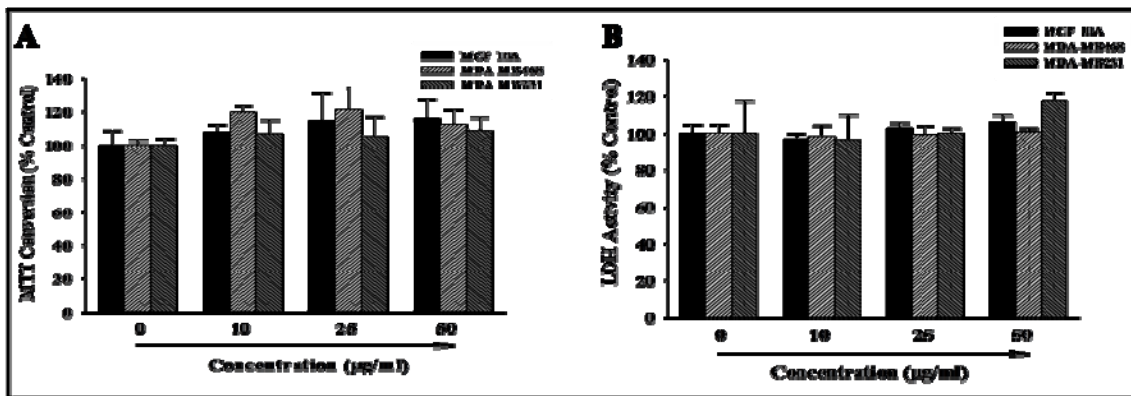 A
MCF 10A
MDA-MB468
MDA-MB231
140
120
100
80
60
40
20
0
MTT Conversion (% Control)
0 10 25 50
Concentration (µg/ml)
B
MCF 10A
MDA-MB468
MDA-MB231
140
120
100
80
60
40
20
0
LDH Activity (% Control)
0 10 25 50
Concentration (µg/ml)